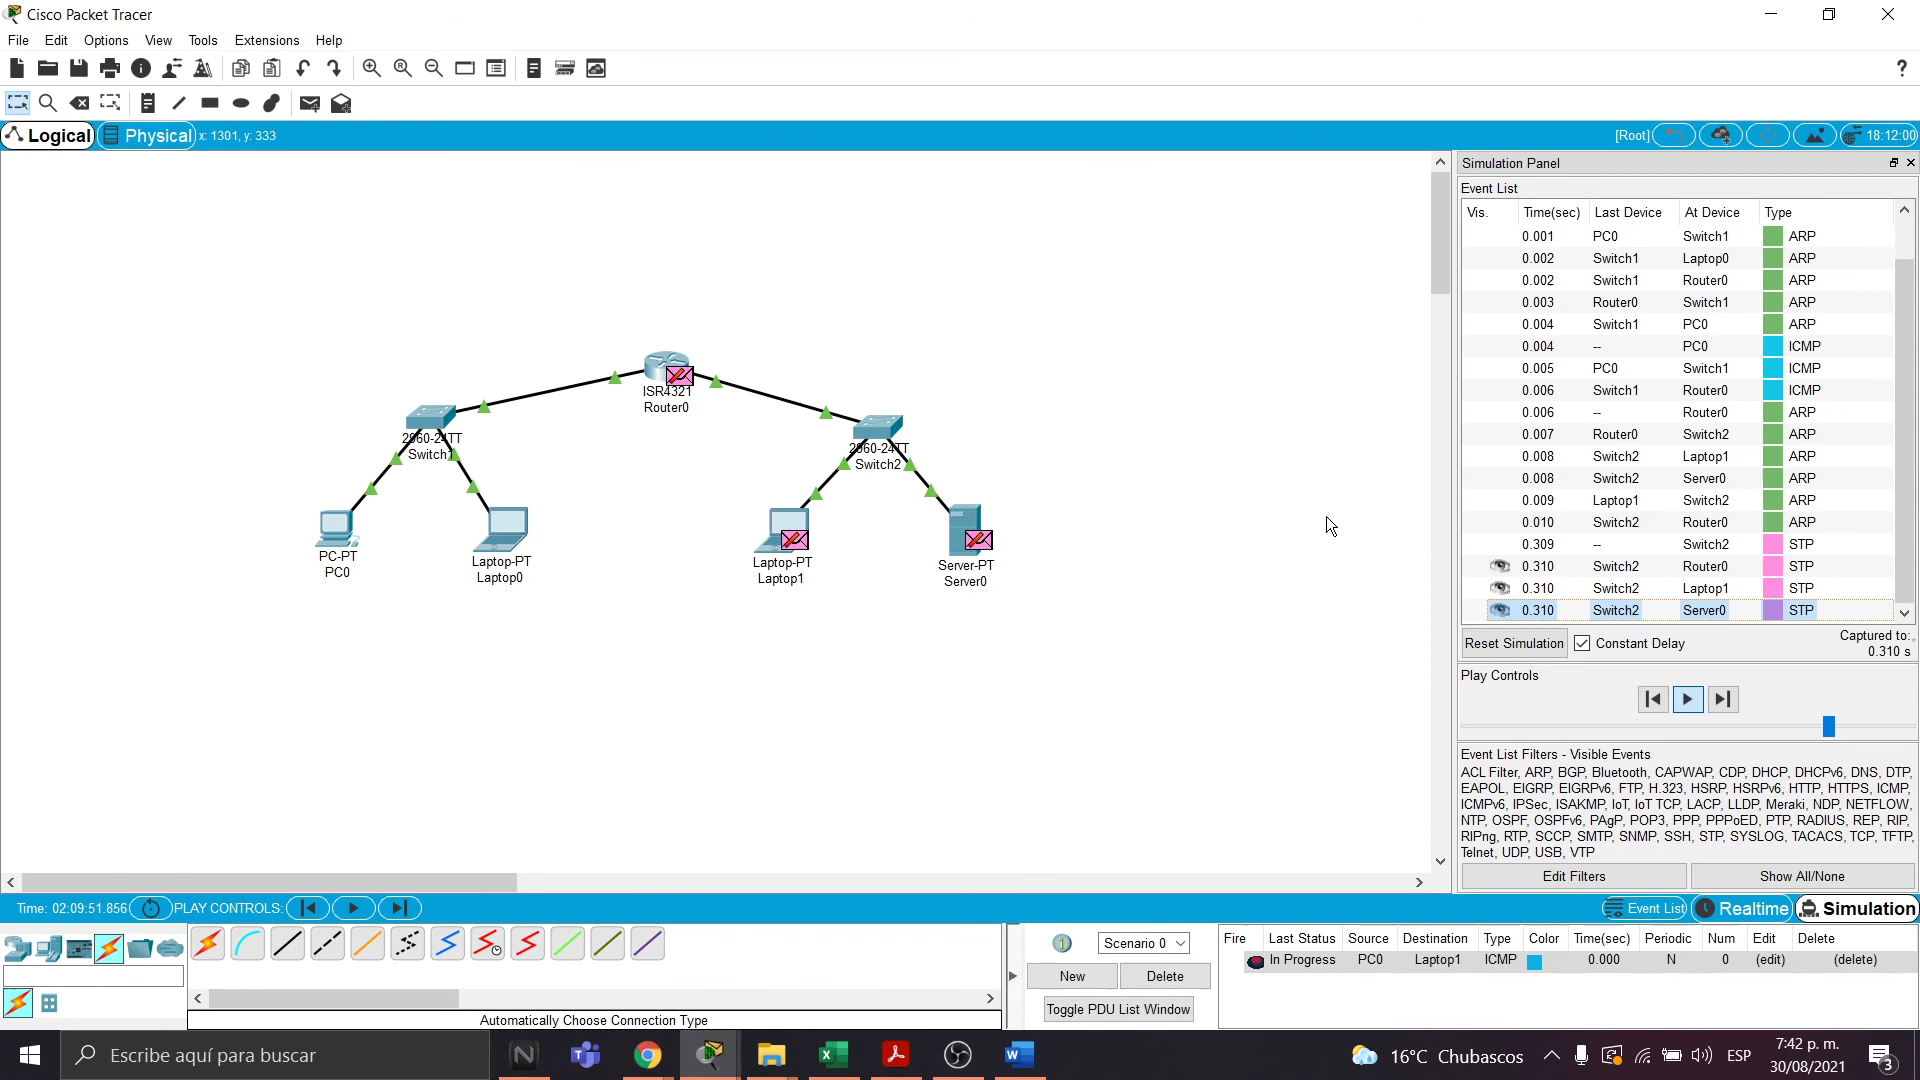 Cisco Packet Tracer
File Edit Options View Tools Extensions Help
?
Logical Physical x: 1301, y: 333 [Root] 18:12:00
Simulation Panel
Event List
Vis. Time(sec) Last Device At Device Type
0.001 PC0 Switch1 ARP
0.002 Switch1 Laptop0 ARP
0.002 Switch1 Router0 ARP
0.003 Router0 Switch1 ARP
0.004 Switch1 PC0 ARP
0.004 -- PC0 ICMP
0.005 PC0 Switch1 ICMP
0.006 Switch1 Router0 ICMP
0.006 -- Router0 ARP
0.007 Router0 Switch2 ARP
0.008 Switch2 Laptop1 ARP
0.008 Switch2 Server0 ARP
0.009 Laptop1 Switch2 ARP
0.010 Switch2 Router0 ARP
0.309 -- Switch2 STP
0.310 Switch2 Router0 STP
0.310 Switch2 Laptop1 STP
0.310 Switch2 Server0 STP
Reset Simulation Constant Delay Captured to:
0.310 s
Play Controls
Event List Filters - Visible Events
ACL Filter, ARP, BGP, Bluetooth, CAPWAP, CDP, DHCP, DHCPv6, DNS, DTP,
EAPOL, EIGRP, EIGRPv6, FTP, H.323, HSRP, HSRPv6, HTTP, HTTPS, ICMP,
ICMPv6, IPSec, ISAKMP, IoT, IoT TCP, LACP, LLDP, Meraki, NDP, NETFLOW,
NTP, OSPF, OSPFv6, PAgP, POP3, PPP, PPPoED, PTP, RADIUS, REP, RIP,
RIPng, RTP, SCCP, SMTP, SNMP, SSH, STP, SYSLOG, TACACS, TCP, TFTP,
Telnet, UDP, USB, VTP
Edit Filters Show All/None
ISR4321
Router0
2960-24TT
Switch1
2960-24TT
Switch2
PC-PT
PC0
Laptop-PT
Laptop0
Laptop-PT
Laptop1
Server-PT
Server0
Time: 02:09:51.856 PLAY CONTROLS: Event List Realtime Simulation
Scenario 0
New Delete
Toggle PDU List Window
Fire Last Status Source Destination Type Color Time(sec) Periodic Num Edit Delete
In Progress PC0 Laptop1 ICMP 0.000 N 0 (edit) (delete)
Automatically Choose Connection Type
Escribe aquí para buscar
16°C Chubascos
ESP
7:42 p. m.
30/08/2021
3